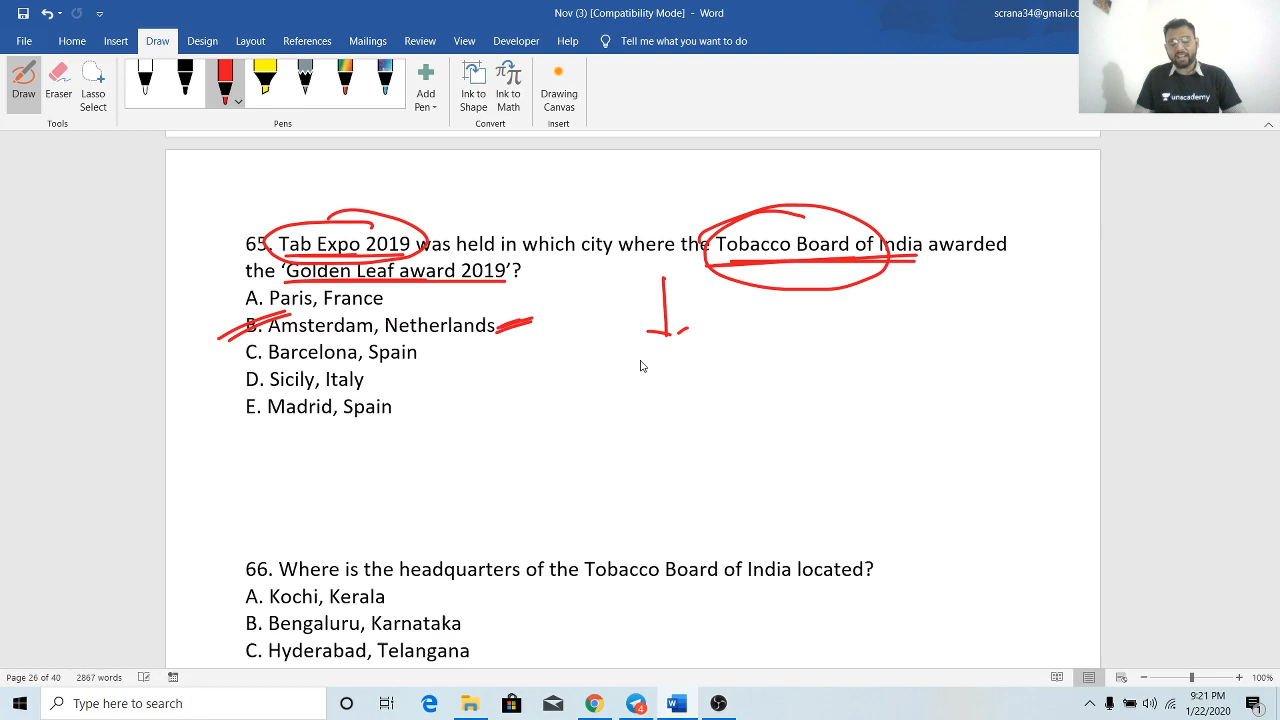 Nov (3) [Compatibility Mode] - Word
scrana34@gmail.co
File Home Insert Draw Design Layout References Mailings Review View Developer Help Tell me what you want to do
Draw Eraser Lasso Select Add Pen Ink to Shape Ink to Math Drawing Canvas
Tools Pens Convert Insert
unacademy
65. Tab Expo 2019 was held in which city where the Tobacco Board of India awarded
the ‘Golden Leaf award 2019’?
A. Paris, France
B. Amsterdam, Netherlands
C. Barcelona, Spain
D. Sicily, Italy
E. Madrid, Spain
66. Where is the headquarters of the Tobacco Board of India located?
A. Kochi, Kerala
B. Bengaluru, Karnataka
C. Hyderabad, Telangana
Page 26 of 40 2867 words 100%
Type here to search
4
9:21 PM
1/22/2020
1